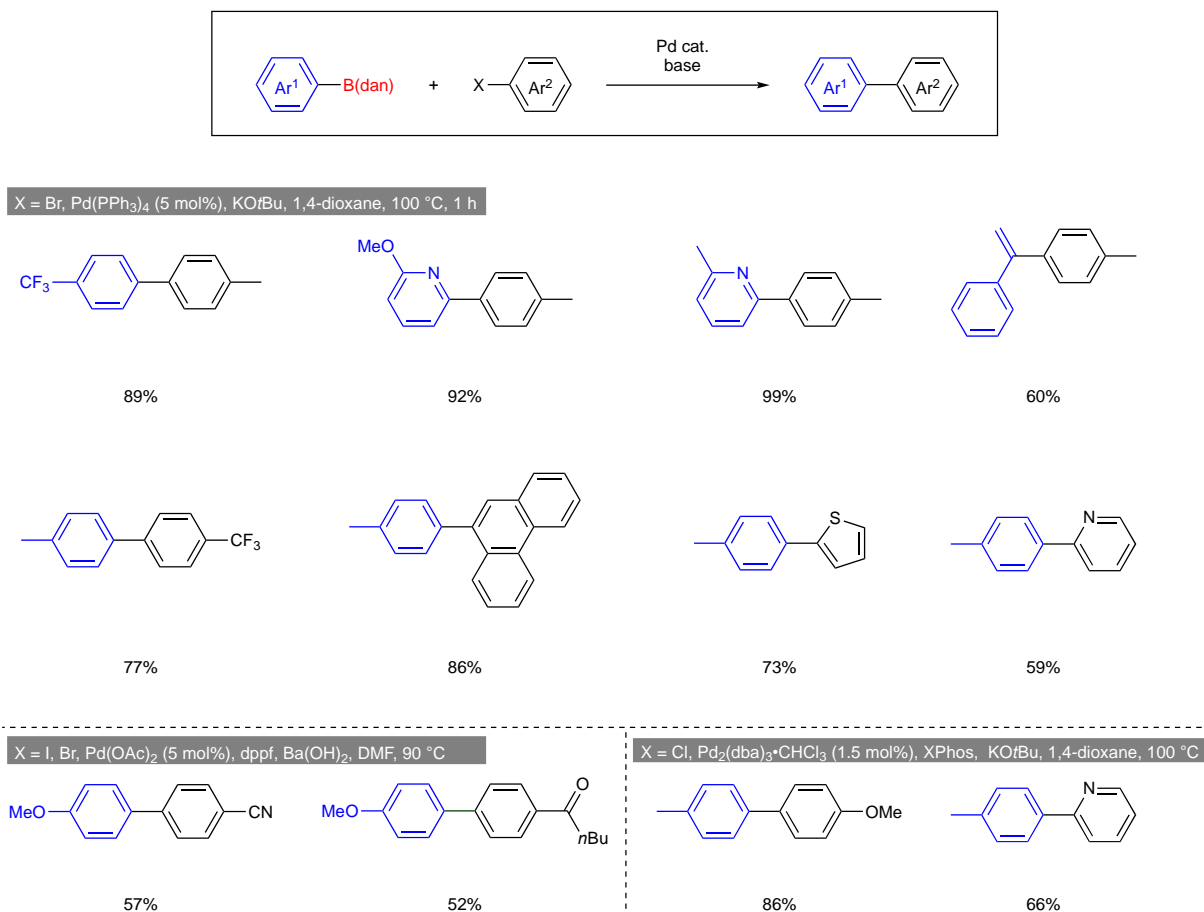 Pd cat.
base
Ar1 B(dan) + X Ar2 Ar1 Ar2
X = Br, Pd(PPh3)4 (5 mol%), KOtBu, 1,4-dioxane, 100 °C, 1 h
MeO
CF3 N N
89% 92% 99% 60%
S N
CF3
77% 86% 73% 59%
X = I, Br, Pd(OAc)2 (5 mol%), dppf, Ba(OH)2, DMF, 90 °C X = Cl, Pd2(dba)3•CHCl3 (1.5 mol%), XPhos, KOtBu, 1,4-dioxane, 100 °C
O N
MeO CN MeO OMe
nBu
57% 52% 86% 66%